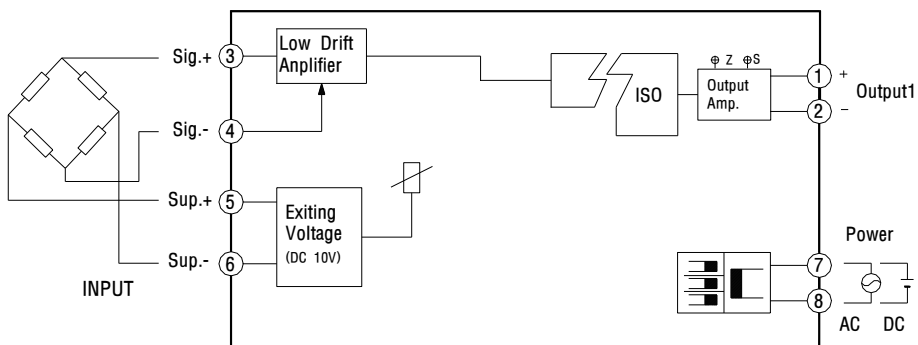 Sig.+ 3
Low Drift
Anplifier
Sig.- 4
ISO
Z S
Output
Amp.
1 +
2 −
Output1
Sup.+ 5
Sup.- 6
Exiting
Voltage
(DC 10V)
INPUT
Power
7
8
AC DC